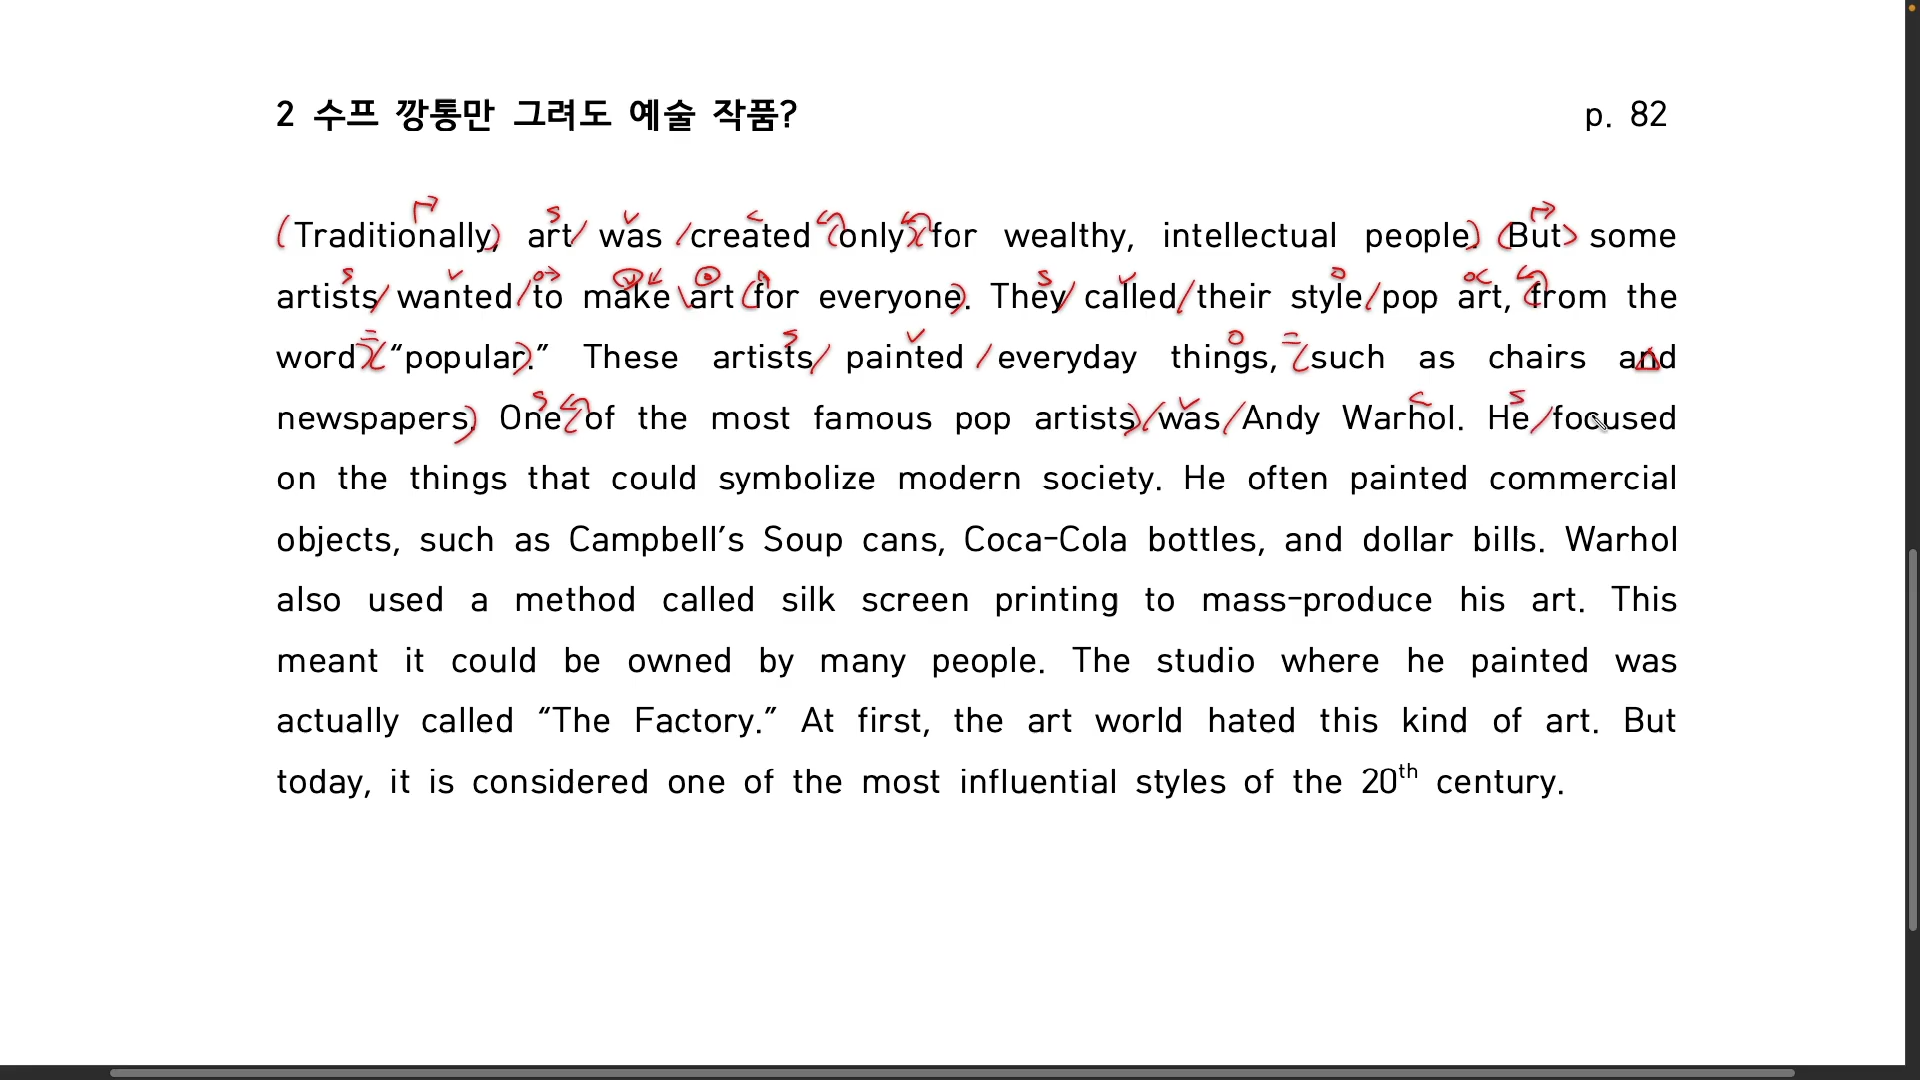 2 수프 깡통만 그려도 예술 작품? p. 82
Traditionally, art was created only for wealthy, intellectual people. But some
artists wanted to make art for everyone. They called their style pop art, from the
word “popular.” These artists painted everyday things, such as chairs and
newspapers. One of the most famous pop artists was Andy Warhol. He focused
on the things that could symbolize modern society. He often painted commercial
objects, such as Campbell’s Soup cans, Coca-Cola bottles, and dollar bills. Warhol
also used a method called silk screen printing to mass-produce his art. This
meant it could be owned by many people. The studio where he painted was
actually called “The Factory.” At first, the art world hated this kind of art. But
today, it is considered one of the most influential styles of the 20th century.